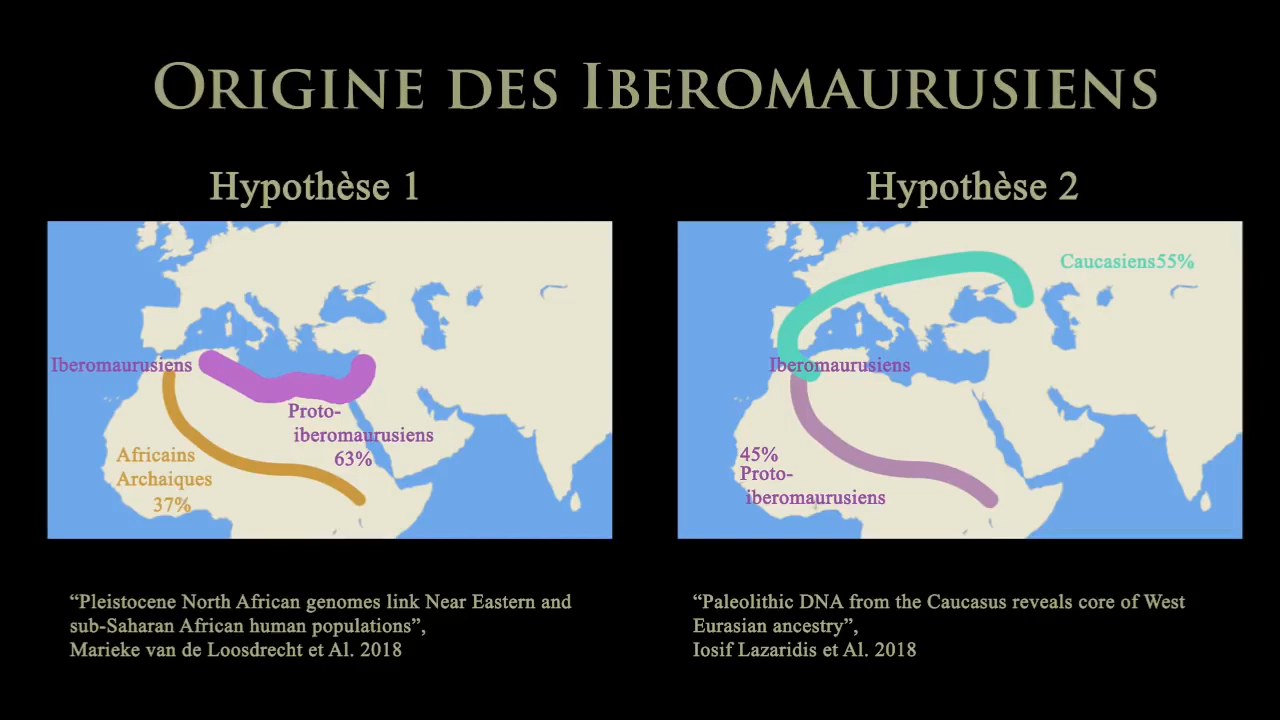 ORIGINE DES IBEROMAURUSIENS
Hypothèse 1
Iberomaurusiens
Proto-
iberomaurusiens
63%
Africains
Archaiques
37%
“Pleistocene North African genomes link Near Eastern and
sub-Saharan African human populations”,
Marieke van de Loosdrecht et Al. 2018
Hypothèse 2
Caucasiens55%
Iberomaurusiens
45%
Proto-
iberomaurusiens
“Paleolithic DNA from the Caucasus reveals core of West
Eurasian ancestry”,
Iosif Lazaridis et Al. 2018